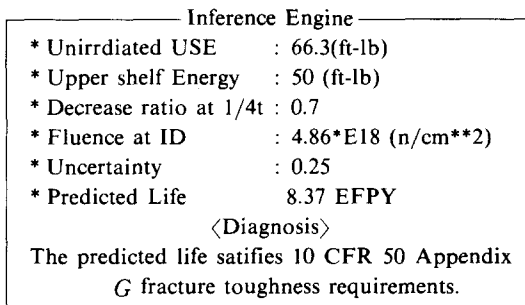 Inference Engine
* Unirrdiated USE : 66.3(ft-lb)
* Upper shelf Energy : 50 (ft-lb)
* Decrease ratio at 1/4t : 0.7
* Fluence at ID : 4.86*E18 (n/cm**2)
* Uncertainty : 0.25
* Predicted Life 8.37 EFPY
〈Diagnosis〉
The predicted life satifies 10 CFR 50 Appendix
G fracture toughness requirements.